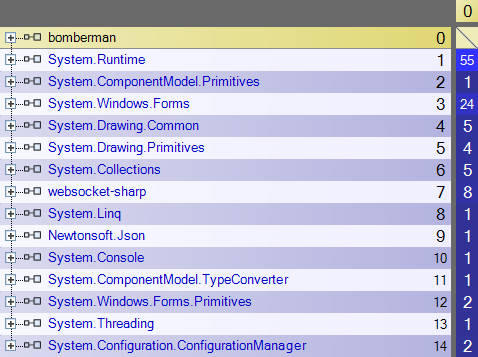 0
bomberman 0
System.Runtime 1 55
System.ComponentModel.Primitives 2 1
System.Windows.Forms 3 24
System.Drawing.Common 4 5
System.Drawing.Primitives 5 4
System.Collections 6 5
websocket-sharp 7 8
System.Linq 8 1
Newtonsoft.Json 9 1
System.Console 10 1
System.ComponentModel.TypeConverter 11 1
System.Windows.Forms.Primitives 12 2
System.Threading 13 1
System.Configuration.ConfigurationManager 14 2